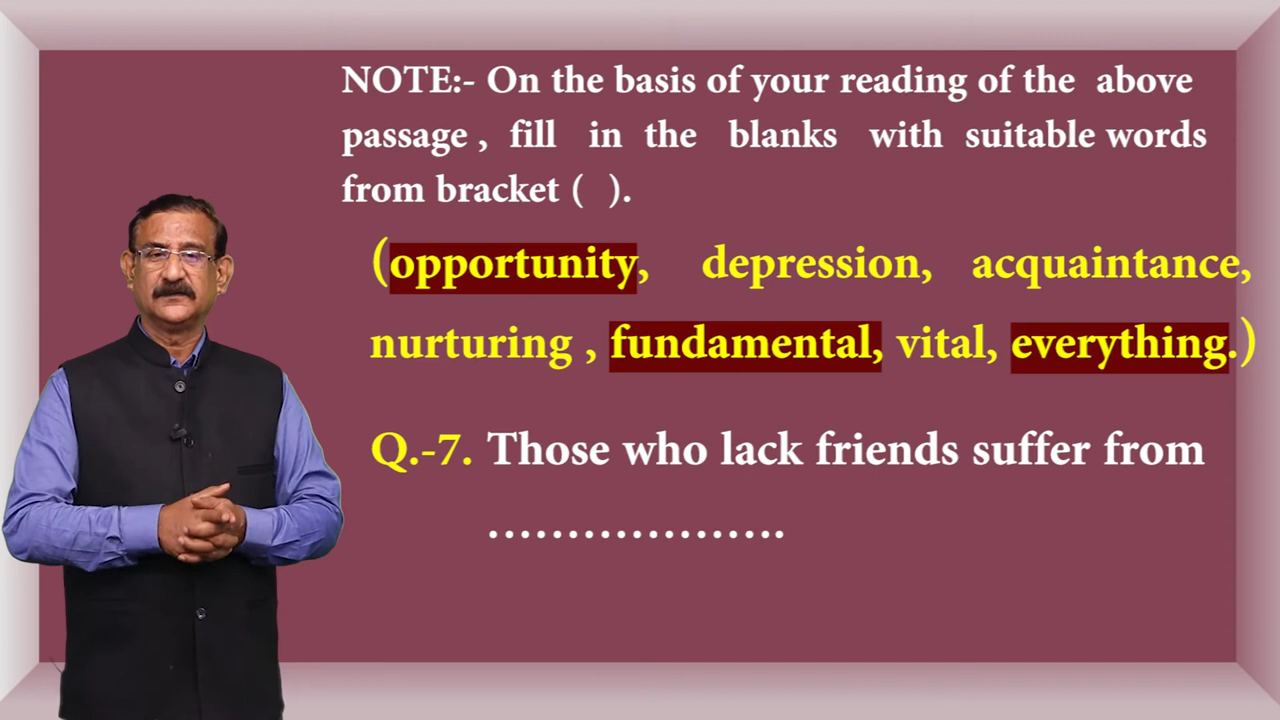 NOTE:- On the basis of your reading of the above
passage , fill in the blanks with suitable words
from bracket ( ).
(opportunity, depression, acquaintance,
nurturing , fundamental, vital, everything.)
Q.-7. Those who lack friends suffer from
...................